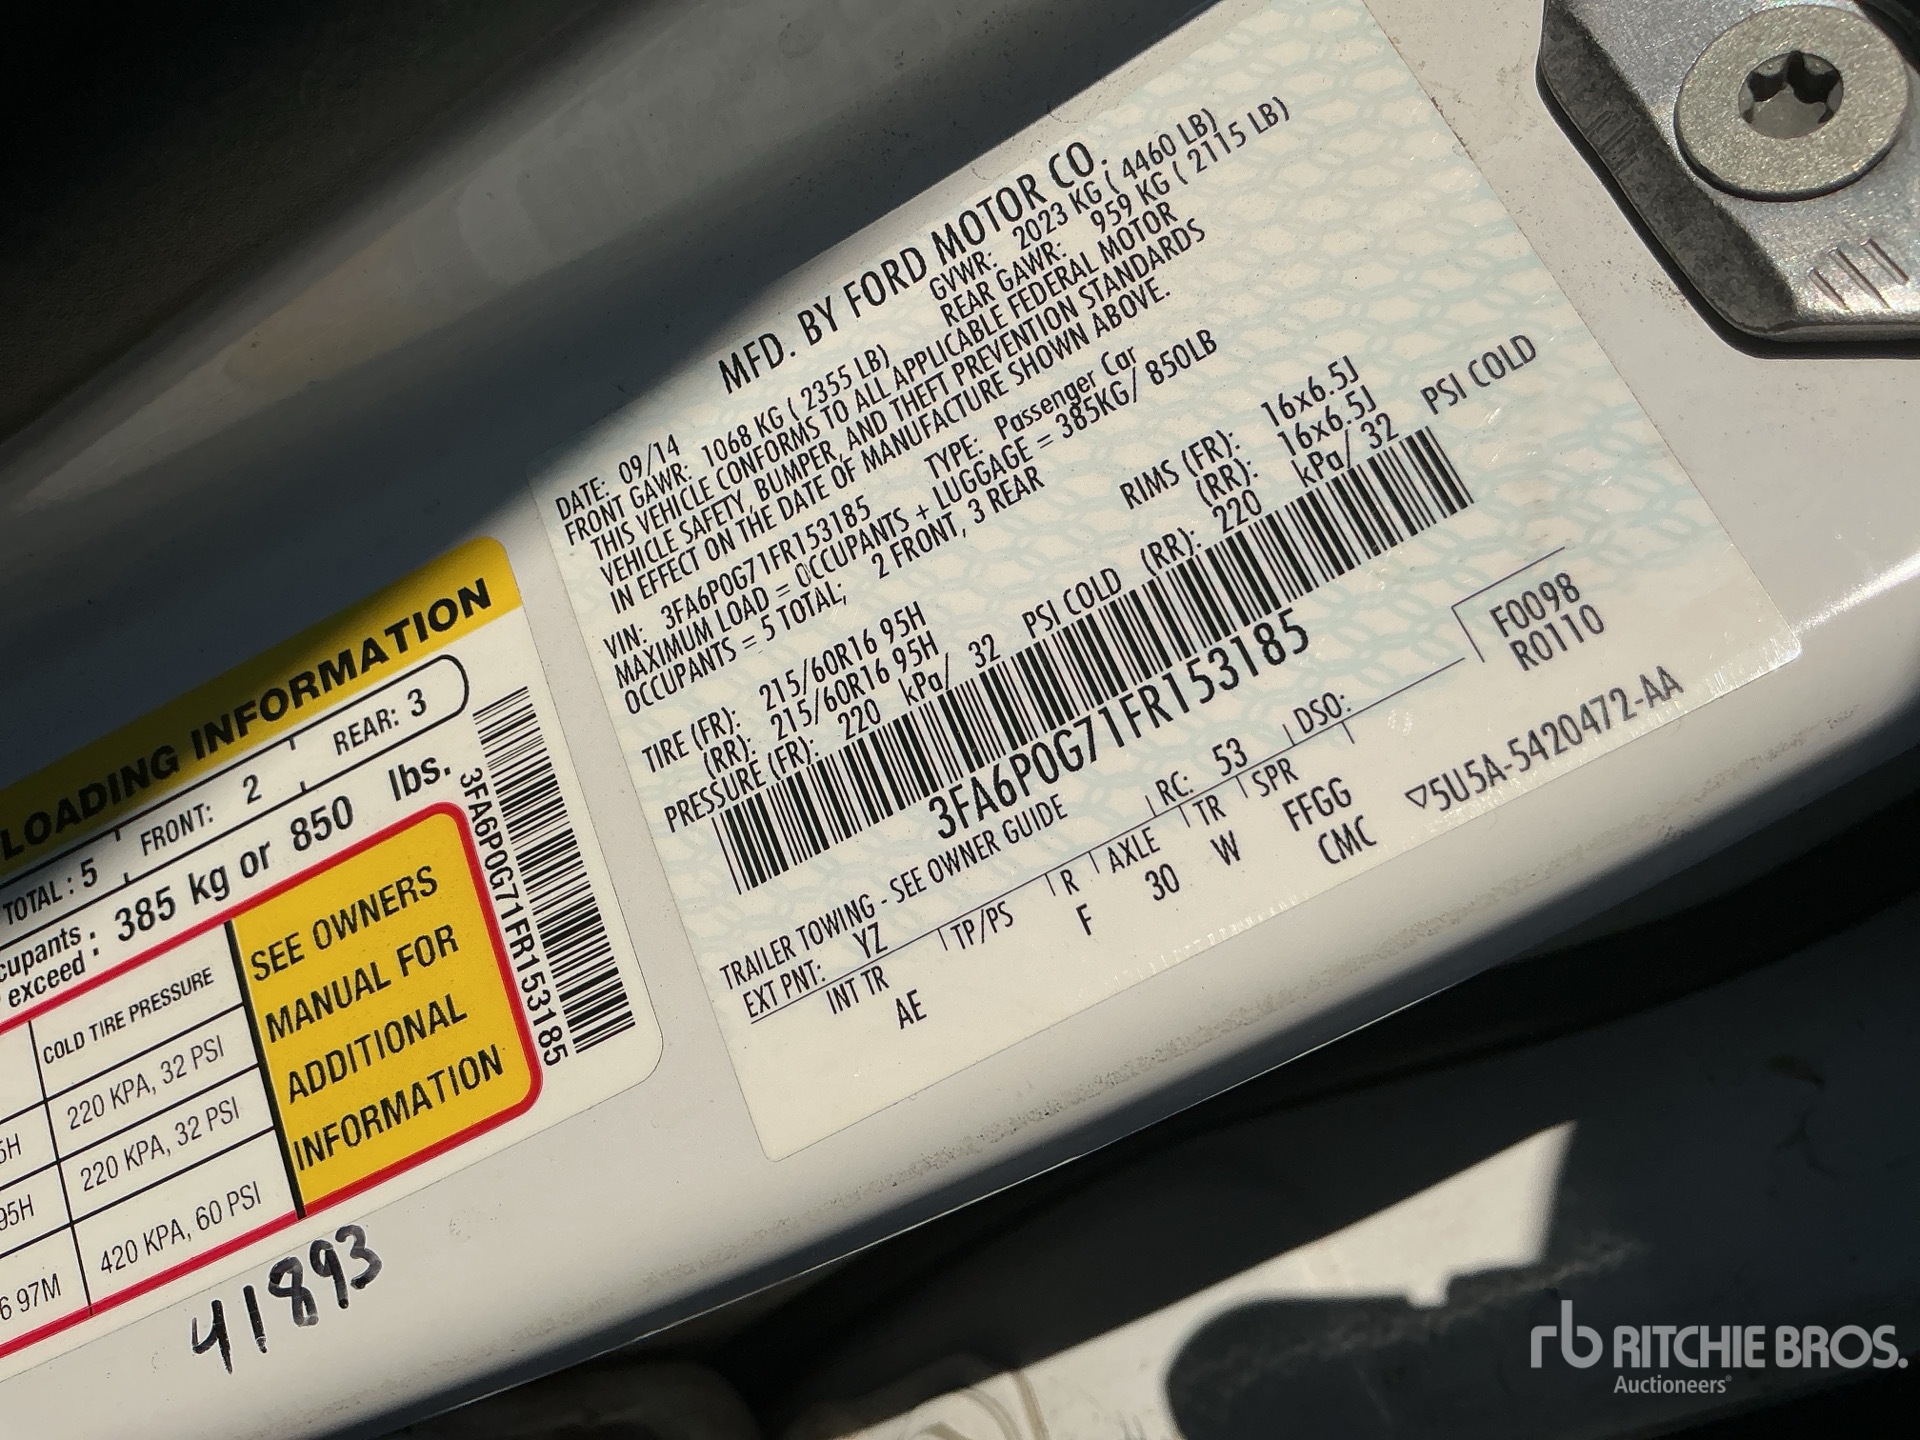 MFD. BY FORD MOTOR CO.
DATE: 09/14 GVWR: 2023 KG ( 4460 LB)
FRONT GAWR: 1068 KG ( 2355 LB) REAR GAWR: 959 KG ( 2115 LB)
THIS VEHICLE CONFORMS TO ALL APPLICABLE FEDERAL MOTOR
VEHICLE SAFETY, BUMPER, AND THEFT PREVENTION STANDARDS
IN EFFECT ON THE DATE OF MANUFACTURE SHOWN ABOVE.
VIN: 3FA6P0G71FR153185 TYPE: Passenger Car
MAXIMUM LOAD = OCCUPANTS + LUGGAGE = 385KG/ 850LB
OCCUPANTS = 5 TOTAL, 2 FRONT, 3 REAR
TIRE (FR): 215/60R16 95H RIMS (FR): 16x6.5J
(RR): 215/60R16 95H (RR): 16x6.5J
PRESSURE (FR): 220 kPa/ 32 PSI COLD (RR): 220 kPa/ 32 PSI COLD
3FA6P0G71FR153185
TRAILER TOWING - SEE OWNER GUIDE
EXT PNT: YZ RC: 53 DSO: F0098
R0110
INT TR TP/PS R AXLE TR SPR
AE F 30 W FFGG
CMC
▽5U5A-5420472-AA
LOADING INFORMATION
TOTAL : 5 FRONT: 2 REAR: 3
cupants : 385 kg or 850 lbs.
exceed :
COLD TIRE PRESSURE
5H 220 KPA, 32 PSI
95H 220 KPA, 32 PSI
6 97M 420 KPA, 60 PSI
SEE OWNERS
MANUAL FOR
ADDITIONAL
INFORMATION
3FA6P0G71FR153185
41893
rb RITCHIE BROS.
Auctioneers